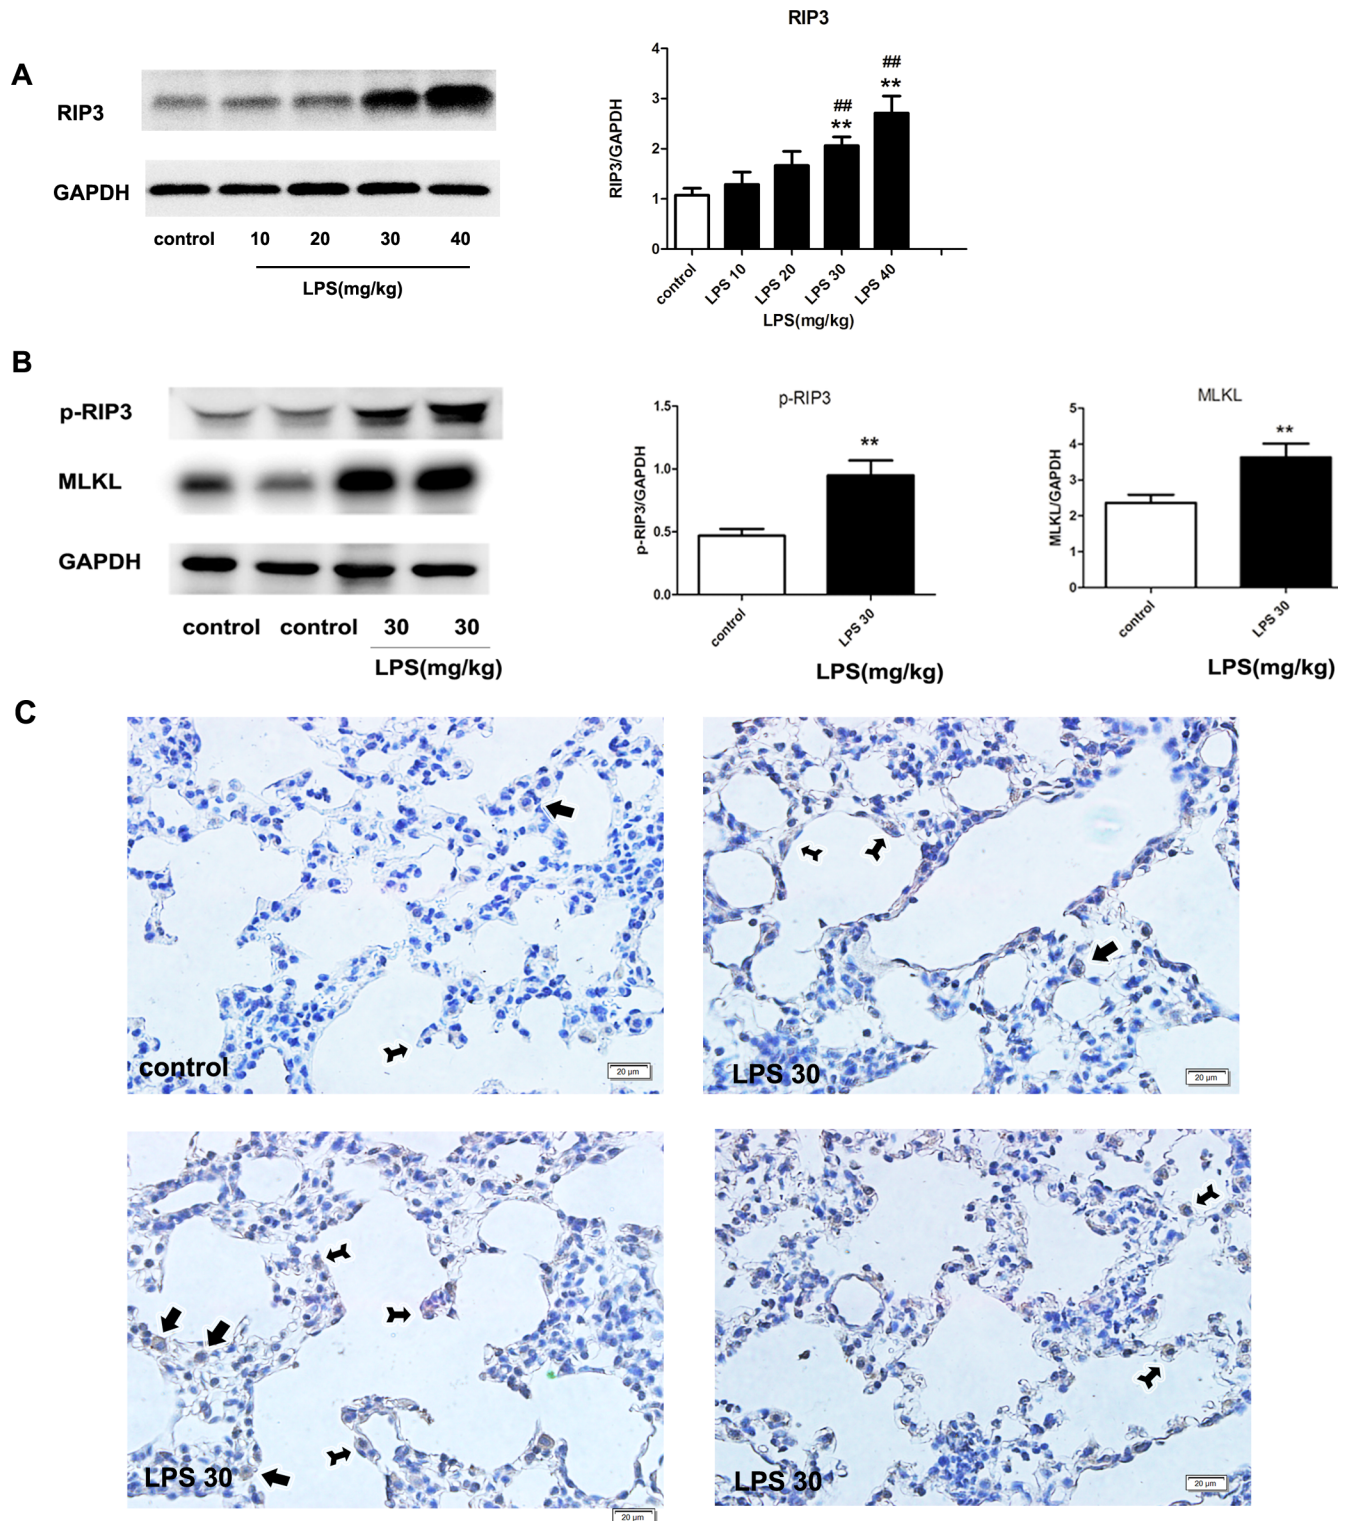 A
RIP3
GAPDH
control 10 20 30 40
LPS(mg/kg)
RIP3
RIP3/GAPDH
4
3
2
1
0
##
**
##
**
control
LPS 10
LPS 20
LPS 30
LPS 40
LPS(mg/kg)
B
p-RIP3
MLKL
GAPDH
control control 30 30
LPS(mg/kg)
p-RIP3
p-RIP3/GAPDH
1.5
1.0
0.5
0.0
**
control
LPS 30
LPS(mg/kg)
MLKL
MLKL/GAPDH
5
4
3
2
1
0
**
control
LPS 30
LPS(mg/kg)
C
control
20 µm
LPS 30
20 µm
LPS 30
20 µm
LPS 30
20 µm